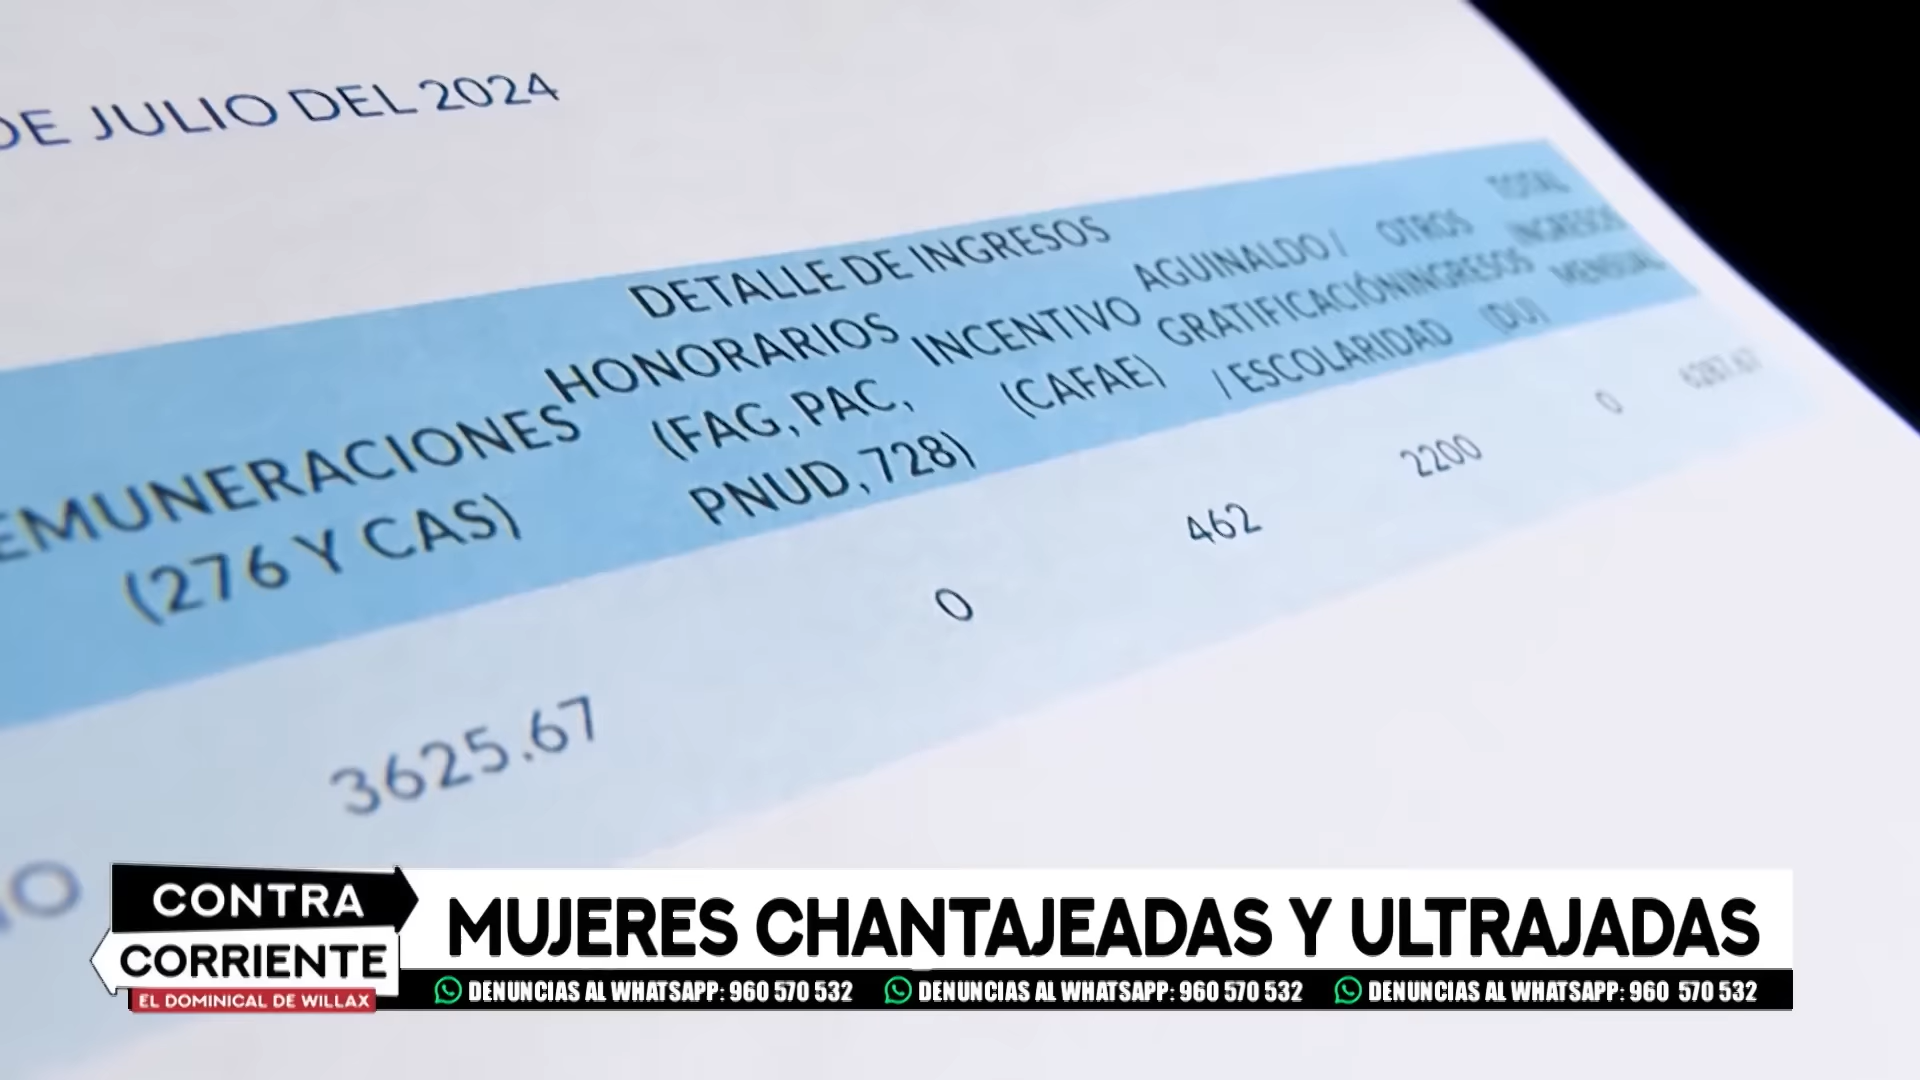 DE JULIO DEL 2024
DETALLE DE INGRESOS
EMUNERACIONES
(276 Y CAS)
HONORARIOS
(FAG, PAC,
PNUD, 728)
INCENTIVO
(CAFAE)
AGUINALDO /
GRATIFICACIÓN
/ ESCOLARIDAD
OTROS
INGRESOS
(DU)
TOTAL
INGRESOS
MENSUAL
IO
3625.67
0
462
2200
0
6287.67
CONTRA
CORRIENTE
EL DOMINICAL DE WILLAX
MUJERES CHANTAJEADAS Y ULTRAJADAS
DENUNCIAS AL WHATSAPP: 960 570 532 DENUNCIAS AL WHATSAPP: 960 570 532 DENUNCIAS AL WHATSAPP: 960 570 532